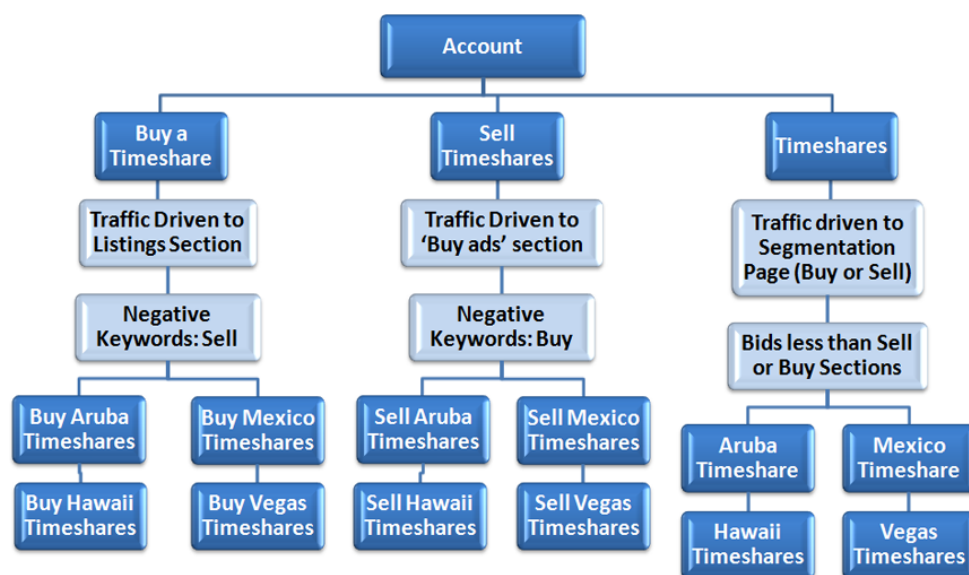 Account
Buy a
Timeshare
Sell
Timeshares
Timeshares
Traffic Driven to
Listings Section
Traffic Driven to
‘Buy ads’ section
Traffic driven to
Segmentation
Page (Buy or Sell)
Negative
Keywords: Sell
Negative
Keywords: Buy
Bids less than Sell
or Buy Sections
Buy Aruba
Timeshares
Buy Mexico
Timeshares
Sell Aruba
Timeshares
Sell Mexico
Timeshares
Aruba
Timeshare
Mexico
Timeshare
Buy Hawaii
Timeshares
Buy Vegas
Timeshares
Sell Hawaii
Timeshares
Sell Vegas
Timeshares
Hawaii
Timeshares
Vegas
Timeshares